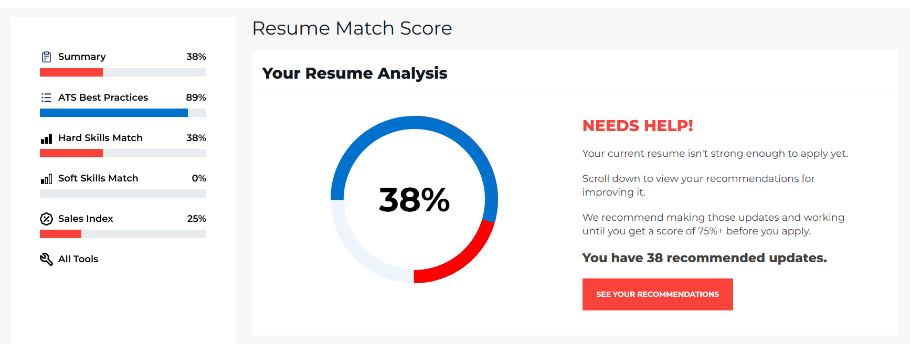 Resume Match Score
Summary 38%
ATS Best Practices 89%
Hard Skills Match 38%
Soft Skills Match 0%
Sales Index 25%
All Tools
Your Resume Analysis
38%
NEEDS HELP!
Your current resume isn't strong enough to apply yet.
Scroll down to view your recommendations for
improving it.
We recommend making those updates and working
until you get a score of 75%+ before you apply.
You have 38 recommended updates.
SEE YOUR RECOMMENDATIONS